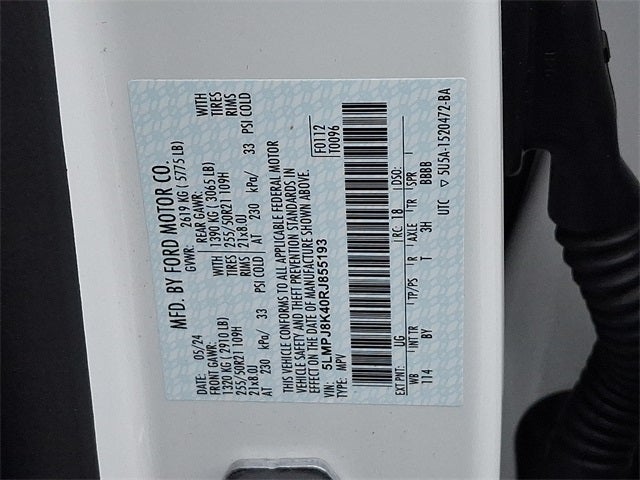 MFD. BY FORD MOTOR CO.
DATE: 05/24 GVWR: 2619 KG ( 5775 LB)
FRONT GAWR: REAR GAWR: WITH
1320 KG ( 2910 LB) 1390 KG ( 3065 LB) TIRES
255/50R21 109H 255/50R21 109H RIMS
21x8.0J 21x8.0J
AT 230 kPa/ 33 PSI COLD AT 230 kPa/ 33 PSI COLD
THIS VEHICLE CONFORMS TO ALL APPLICABLE FEDERAL MOTOR
VEHICLE SAFETY AND THEFT PREVENTION STANDARDS IN
EFFECT ON THE DATE OF MANUFACTURE SHOWN ABOVE.
VIN: 5LMPJ8K40RJ855193 F0112
TYPE: MPV T0096
EXT PNT: UG RC: 18 DSO:
WB INT TR TP/PS R AXLE TR SPR
114 BY T 3H BBBB
UTC ▽ 5U5A-1520472-BA